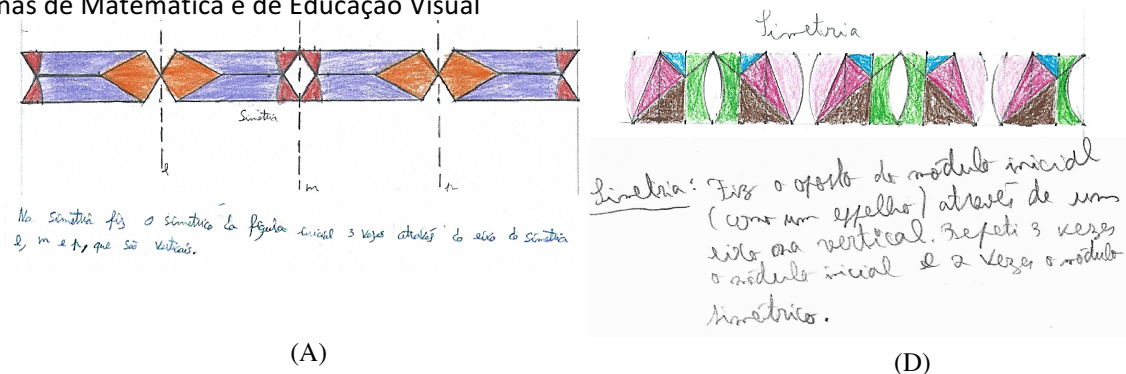 nas de Matemática e de Educação Visual
Simetria
Simetria
l
m
Na simetria fiz o simétrico da figura inicial 3 vezes através do eixo de simetria
l, m e que são verticais.
Simetria: Fiz o oposto do módulo inicial
(como um espelho) através de um
eixo na vertical. Repeti 3 vezes
o módulo inicial e 2 vezes o módulo
simétrico.
(A)
(D)